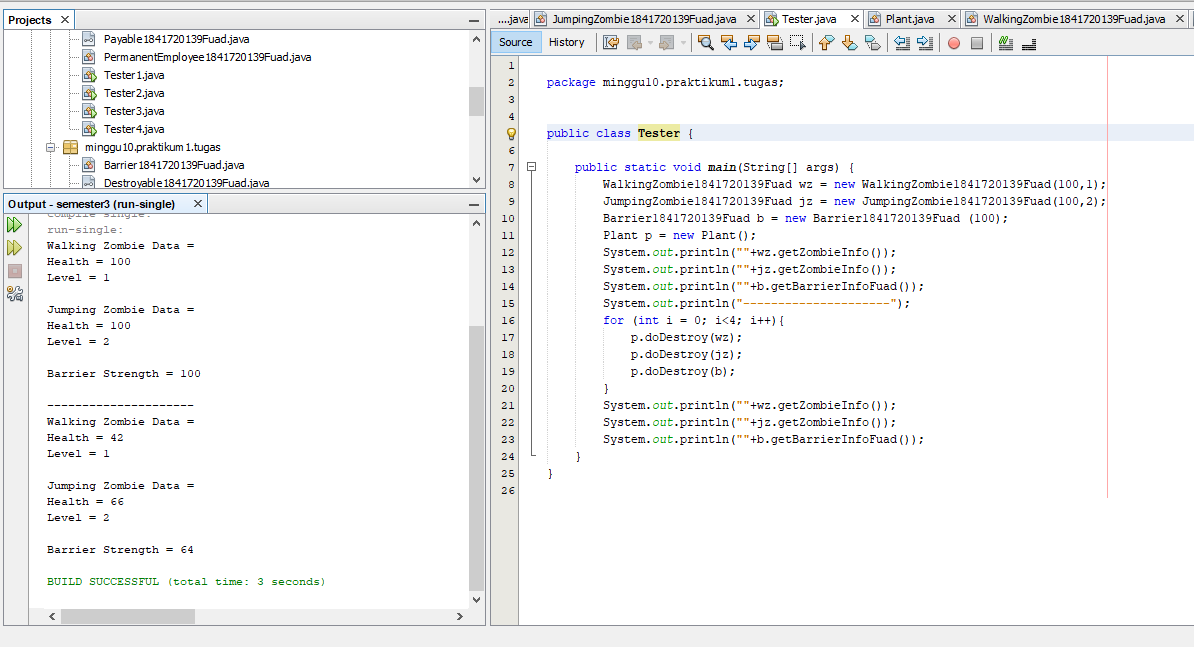 Projects
Payable1841720139Fuad.java
PermanentEmployee1841720139Fuad.java
Tester1.java
Tester2.java
Tester3.java
Tester4.java
minggu10.praktikum1.tugas
Barrier1841720139Fuad.java
Destroyable1841720139Fuad.java
Output - semester3 (run-single)
compile-single:
run-single:
Walking Zombie Data =
Health = 100
Level = 1
Jumping Zombie Data =
Health = 100
Level = 2
Barrier Strength = 100
---------------------
Walking Zombie Data =
Health = 42
Level = 1
Jumping Zombie Data =
Health = 66
Level = 2
Barrier Strength = 64
BUILD SUCCESSFUL (total time: 3 seconds)
....java JumpingZombie1841720139Fuad.java Tester.java Plant.java WalkingZombie1841720139Fuad.java
Source History
1
2 package minggu10.praktikum1.tugas;
3
4
public class Tester {
6
7 public static void main(String[] args) {
8 WalkingZombie1841720139Fuad wz = new WalkingZombie1841720139Fuad(100,1);
9 JumpingZombie1841720139Fuad jz = new JumpingZombie1841720139Fuad(100,2);
10 Barrier1841720139Fuad b = new Barrier1841720139Fuad (100);
11 Plant p = new Plant();
12 System.out.println(""+wz.getZombieInfo());
13 System.out.println(""+jz.getZombieInfo());
14 System.out.println(""+b.getBarrierInfoFuad());
15 System.out.println("---------------------");
16 for (int i = 0; i<4; i++){
17 p.doDestroy(wz);
18 p.doDestroy(jz);
19 p.doDestroy(b);
20 }
21 System.out.println(""+wz.getZombieInfo());
22 System.out.println(""+jz.getZombieInfo());
23 System.out.println(""+b.getBarrierInfoFuad());
24 }
25 }
26